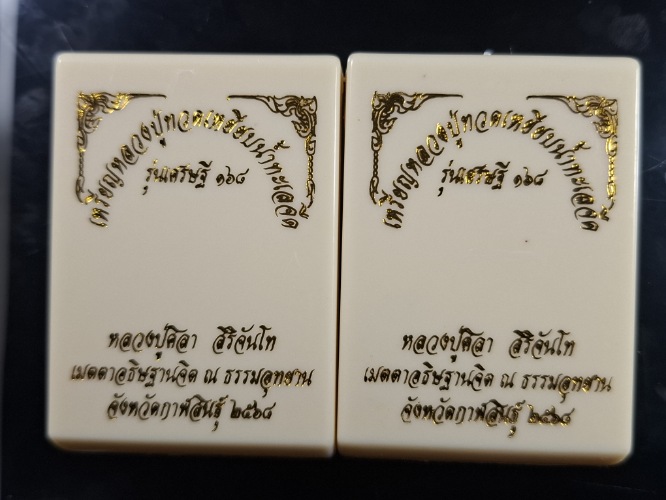 เหรียญหลวงปู่ทวดเหยียบน้ำทะเลจืด
รุ่นเศรษฐี ๑๖๘
หลวงปู่ศิลา สิริจันโท
เมตตาอธิษฐานจิต ณ ธรรมอุทยาน
จังหวัดกาฬสินธุ์ ๒๕๖๘
เหรียญหลวงปู่ทวดเหยียบน้ำทะเลจืด
รุ่นเศรษฐี ๑๖๘
หลวงปู่ศิลา สิริจันโท
เมตตาอธิษฐานจิต ณ ธรรมอุทยาน
จังหวัดกาฬสินธุ์ ๒๕๖๘